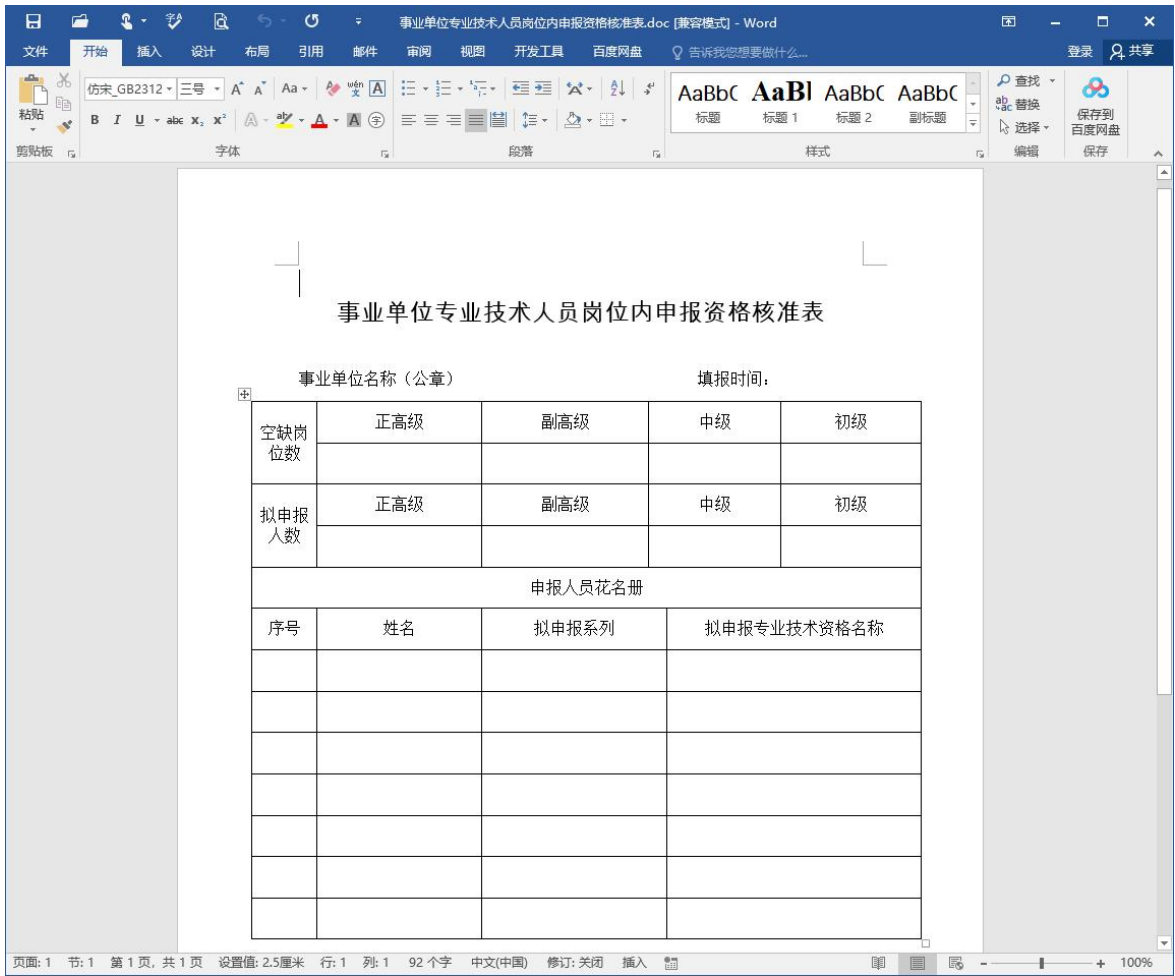 事业单位专业技术人员岗位内申报资格核准表.doc [兼容模式] - Word
文件 开始 插入 设计 布局 引用 邮件 审阅 视图 开发工具 百度网盘 告诉我您想要做什么... 登录 共享
粘贴
仿宋_GB2312 三号
查找
替换
选择
AaBbC AaBl AaBbC AaBbC
标题 标题 1 标题 2 副标题
保存到
百度网盘
剪贴板 字体 段落 样式 编辑 保存
事业单位专业技术人员岗位内申报资格核准表
事业单位名称（公章） 填报时间：
空缺岗位数 正高级 副高级 中级 初级
拟申报人数 正高级 副高级 中级 初级
申报人员花名册
序号 姓名 拟申报系列 拟申报专业技术资格名称
页面: 1 节: 1 第 1 页, 共 1 页 设置值: 2.5厘米 行: 1 列: 1 92 个字 中文(中国) 修订: 关闭 插入 100%